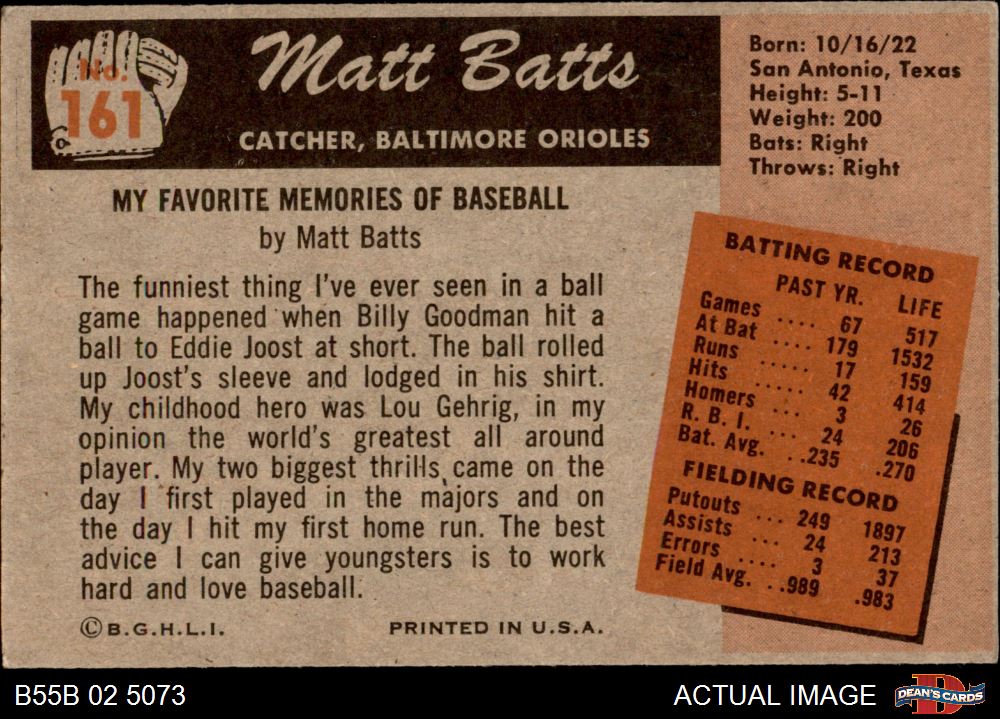 No.
161
Matt Batts
CATCHER, BALTIMORE ORIOLES
Born: 10/16/22
San Antonio, Texas
Height: 5-11
Weight: 200
Bats: Right
Throws: Right
MY FAVORITE MEMORIES OF BASEBALL
by Matt Batts
The funniest thing I've ever seen in a ball
game happened when Billy Goodman hit a
ball to Eddie Joost at short. The ball rolled
up Joost's sleeve and lodged in his shirt.
My childhood hero was Lou Gehrig, in my
opinion the world's greatest all around
player. My two biggest thrills came on the
day I first played in the majors and on
the day I hit my first home run. The best
advice I can give youngsters is to work
hard and love baseball.
©B.G.H.L.I. PRINTED IN U.S.A.
BATTING RECORD
PAST YR. LIFE
Games .... 67 517
At Bat .... 179 1532
Runs ..... 17 159
Hits ..... 42 414
Homers ... 3 26
R. B. I. ... 24 206
Bat. Avg. ...235 .270
FIELDING RECORD
Putouts ... 249 1897
Assists ... 24 213
Errors .... 3 37
Field Avg. ..989 .983
B55B 02 5073 ACTUAL IMAGE
D
DEAN'S CARDS